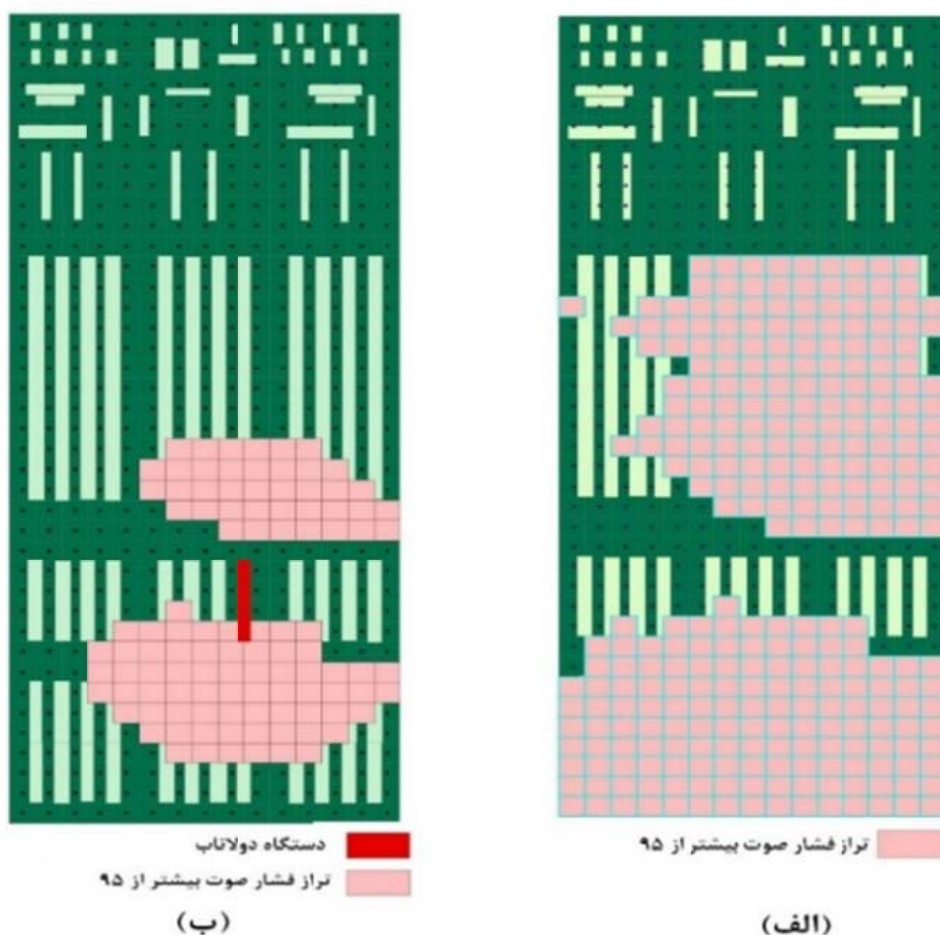 تراز فشار صوت بیشتر از ۹۵
(الف)
دستگاه دولاتاب
تراز فشار صوت بیشتر از ۹۵
(ب)